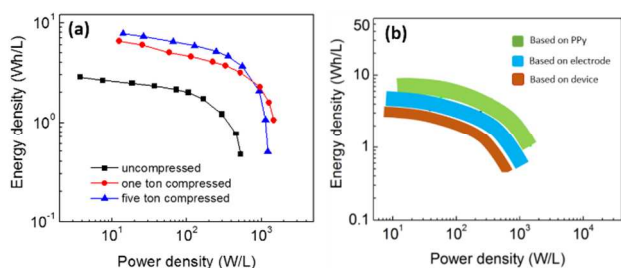 (a)
Energy density (Wh/L)
10¹
10⁰
10⁻¹
uncompressed
one ton compressed
five ton compressed
10¹
10²
10³
Power density (W/L)
(b)
Energy density (Wh/L)
100
10
1
0.1
Based on PPy
Based on electrode
Based on device
10¹
10²
10³
10⁴
Power density (W/L)